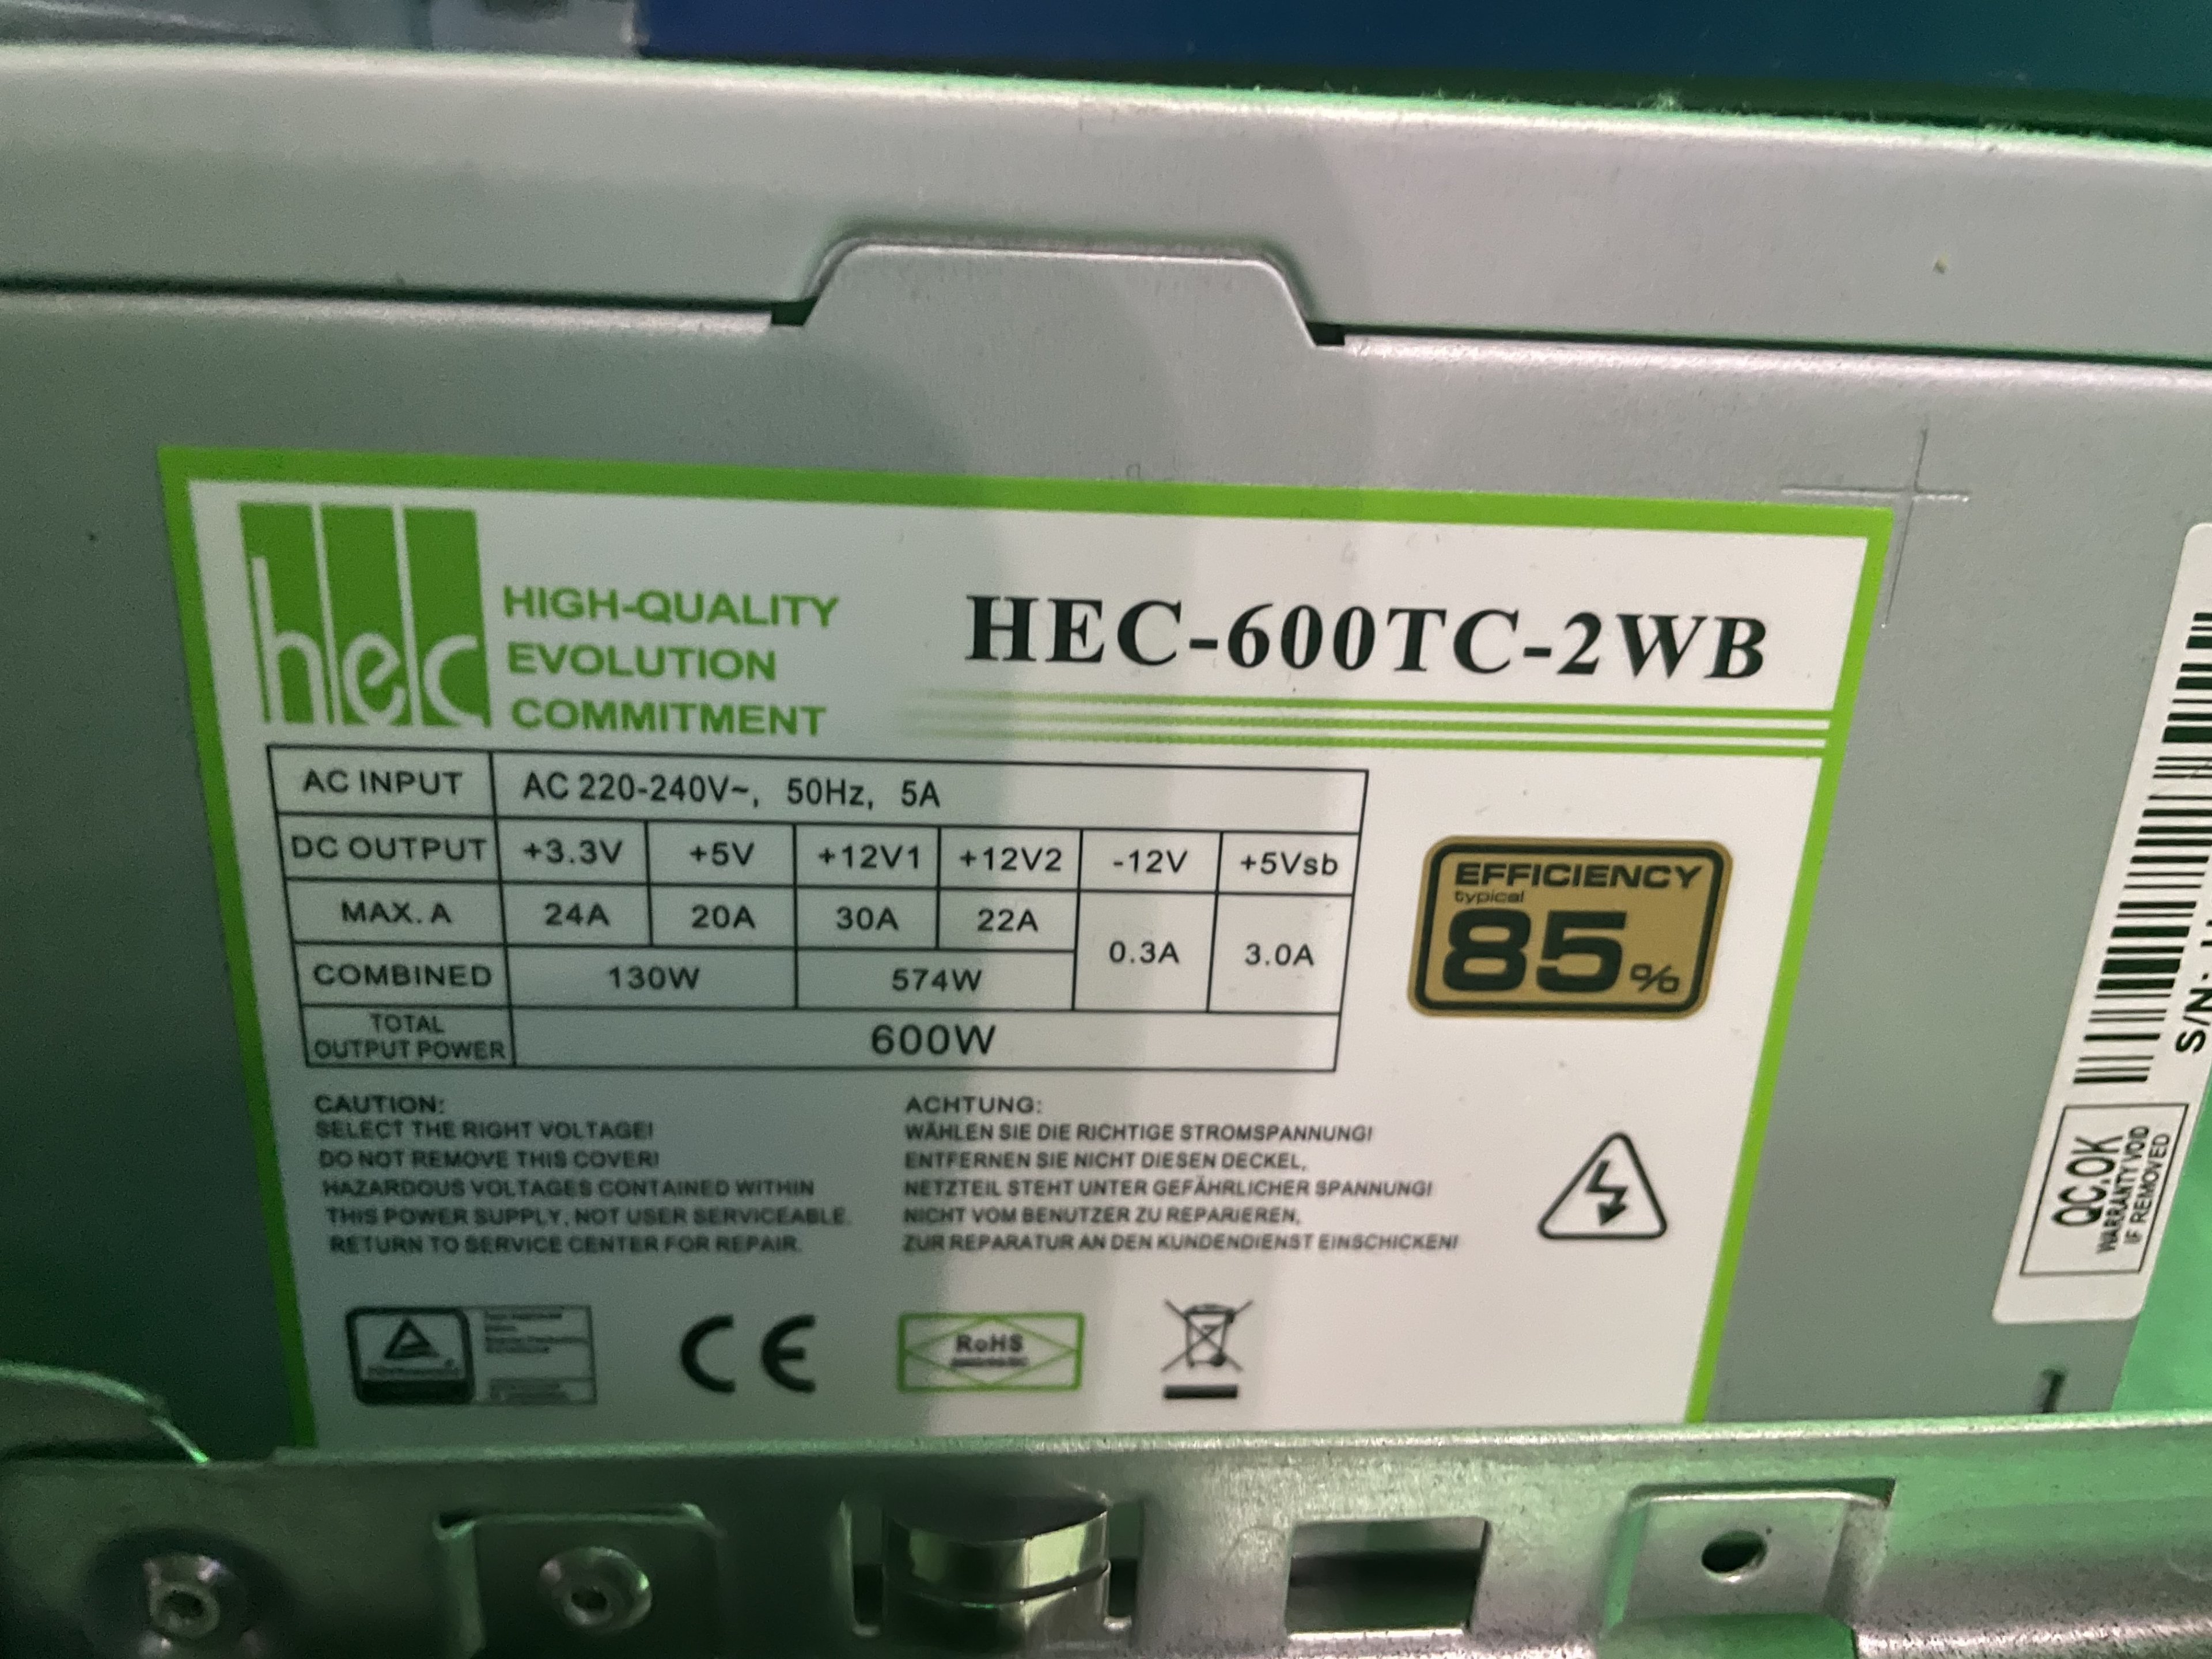 hec
HIGH-QUALITY
EVOLUTION
COMMITMENT
HEC-600TC-2WB
AC INPUT AC 220-240V~, 50Hz, 5A
DC OUTPUT +3.3V +5V +12V1 +12V2 -12V +5Vsb
MAX. A 24A 20A 30A 22A 0.3A 3.0A
COMBINED 130W 574W
TOTAL
OUTPUT POWER 600W
EFFICIENCY
typical
85%
CAUTION:
SELECT THE RIGHT VOLTAGE!
DO NOT REMOVE THIS COVER!
HAZARDOUS VOLTAGES CONTAINED WITHIN
THIS POWER SUPPLY. NOT USER SERVICEABLE.
RETURN TO SERVICE CENTER FOR REPAIR.
ACHTUNG:
WÄHLEN SIE DIE RICHTIGE STROMSPANNUNG!
ENTFERNEN SIE NICHT DIESEN DECKEL,
NETZTEIL STEHT UNTER GEFÄHRLICHER SPANNUNG!
NICHT VOM BENUTZER ZU REPARIEREN,
ZUR REPARATUR AN DEN KUNDENDIENST EINSCHICKEN!
CE
RoHS
S/N:
QC.OK
WARRANTY VOID
IF REMOVED